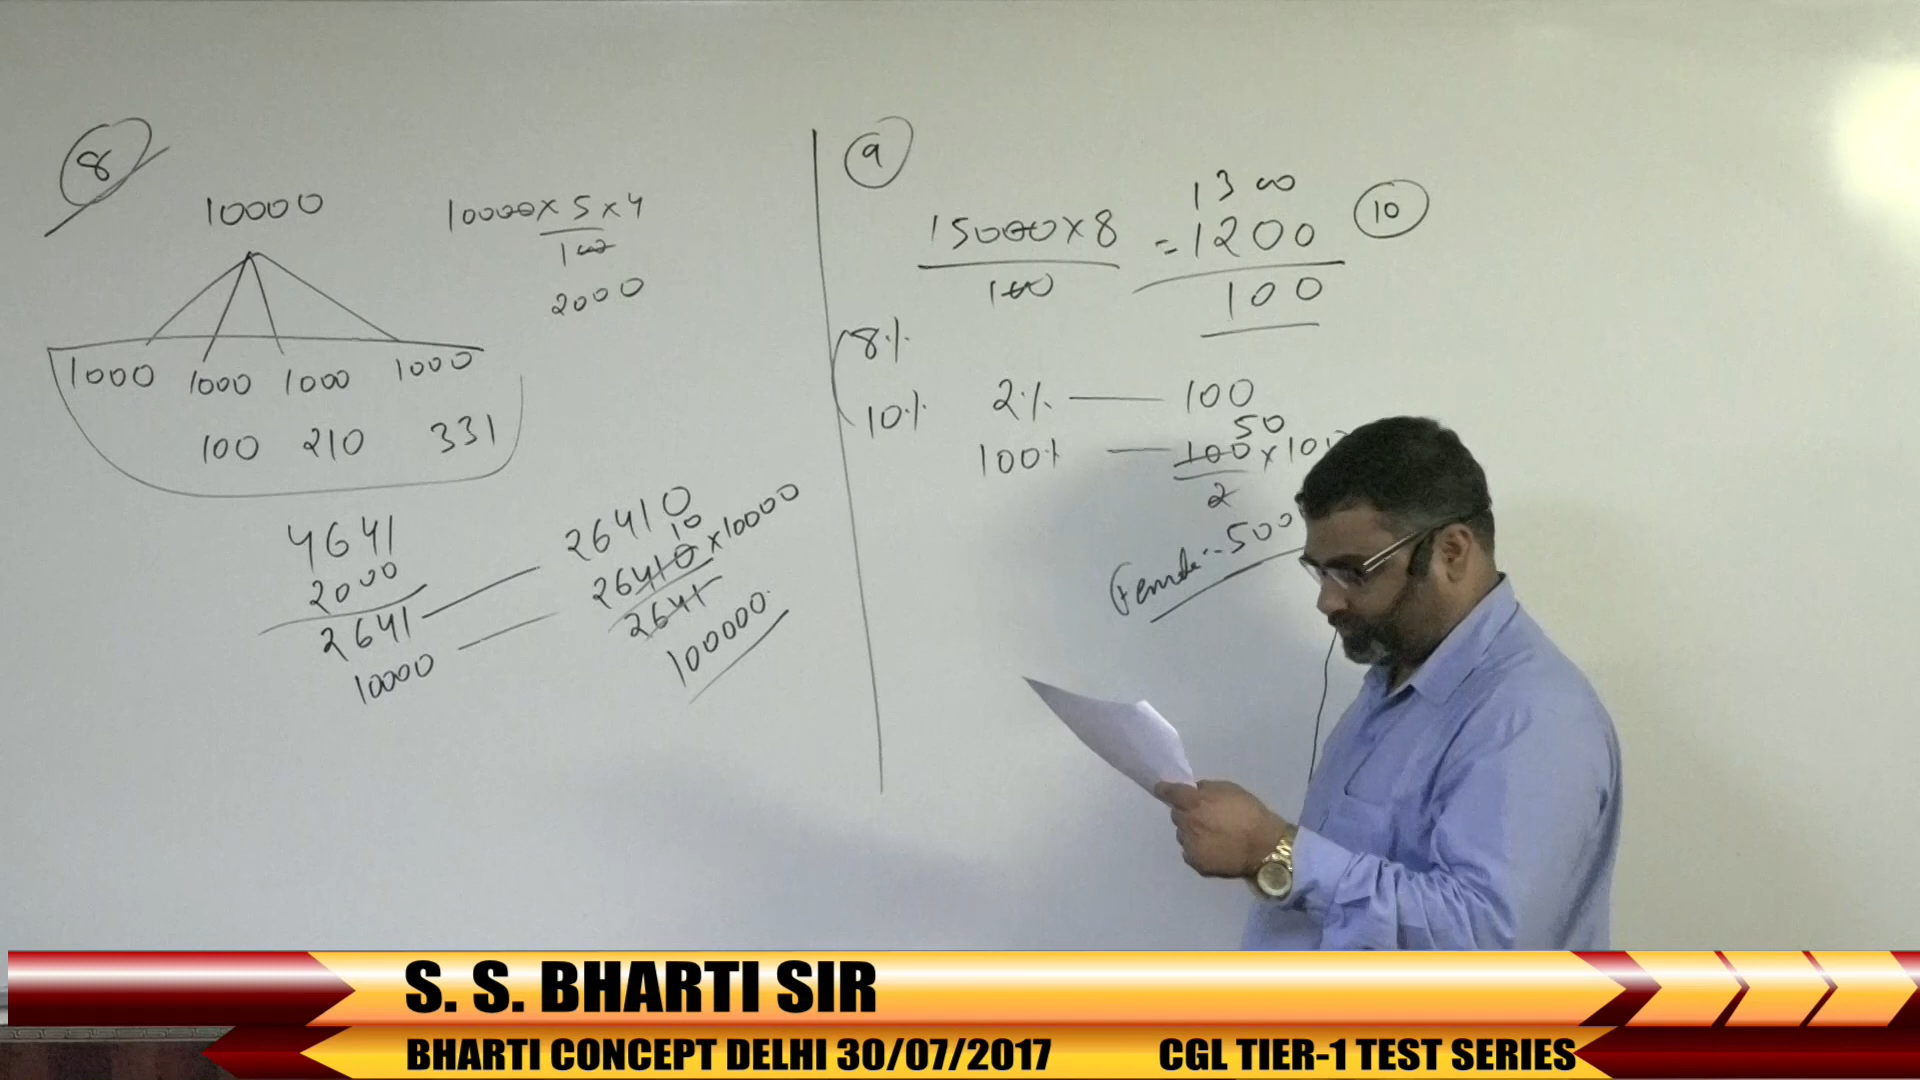 8
10000
10000 x 5 x 4
100
2000
1000 1000 1000 1000
100 210 331
4641
2000
2641
10000
26410
10
26410 x 10000
2641
100000
9
15000 x 8
100
1300
= 1200
100
8%
10%
2% — 100
50
100% — 100 x
2
Female :- 500
10
S. S. BHARTI SIR
BHARTI CONCEPT DELHI 30/07/2017 CGL TIER-1 TEST SERIES